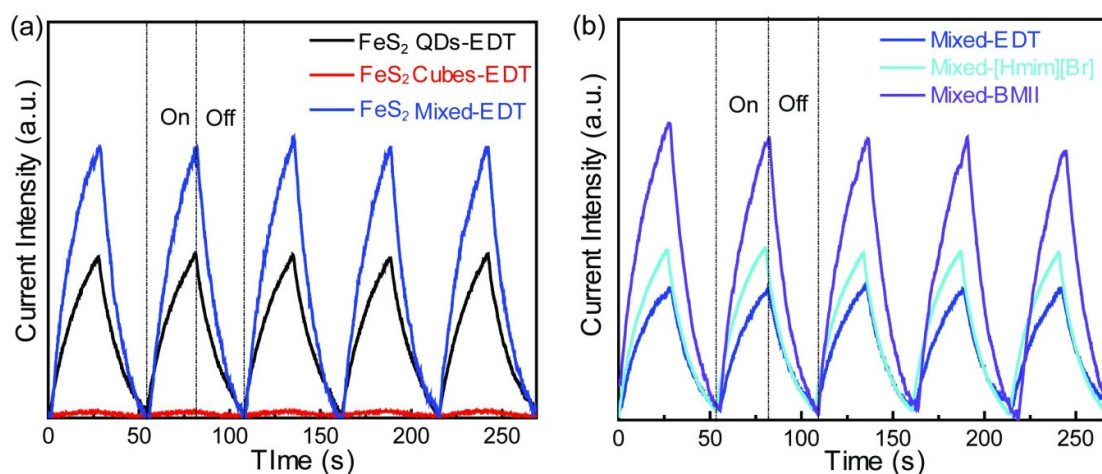 (a)
FeS₂ QDs-EDT
FeS₂ Cubes-EDT
FeS₂ Mixed-EDT
On Off
Current Intensity (a.u.)
0 50 100 150 200 250
TIme (s)
(b)
Mixed-EDT
Mixed-[Hmim][Br]
Mixed-BMII
On Off
Current Intensity (a.u.)
0 50 100 150 200 250
Time (s)